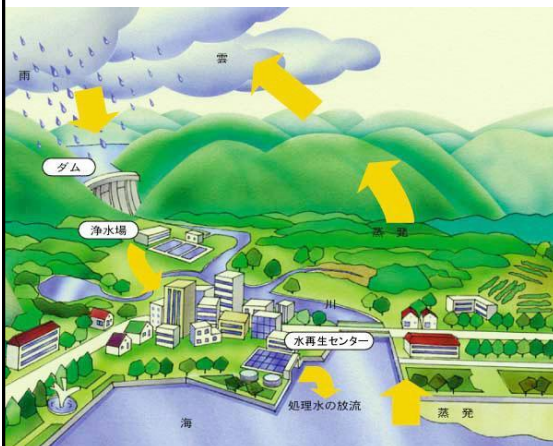 雨
雲
ダム
浄水場
蒸発
川
水再生センター
処理水の放流
海
蒸発